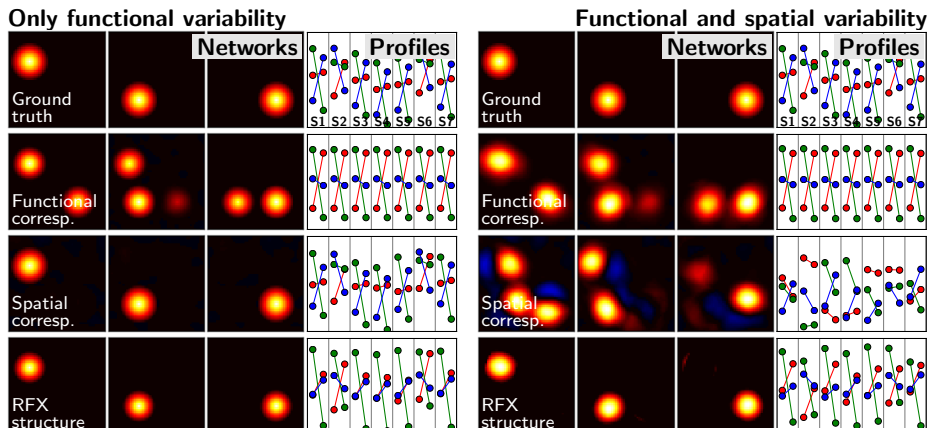 Only functional variability
Functional and spatial variability
Networks
Profiles
Networks
Profiles
Ground
truth
S1 S2 S3 S4 S5 S6 S7
Ground
truth
S1 S2 S3 S4 S5 S6 S7
Functional
corresp.
Functional
corresp.
Spatial
corresp.
Spatial
corresp.
RFX
structure
RFX
structure